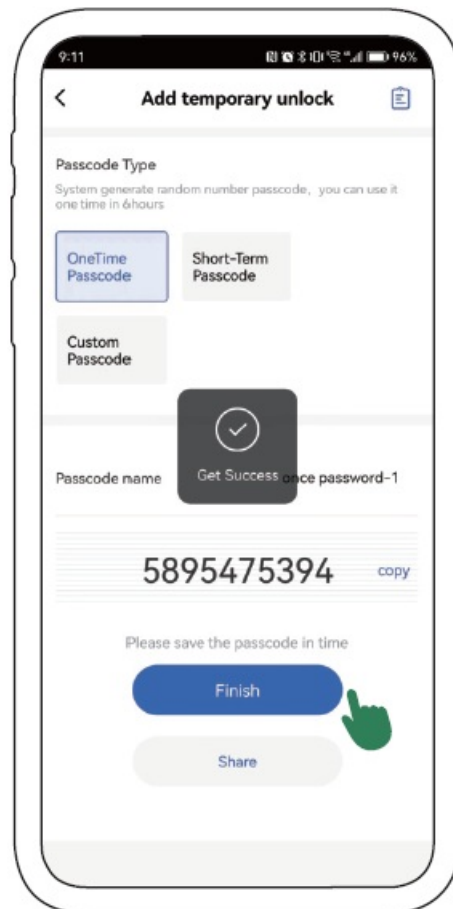 9:11
96%
Add temporary unlock
Passcode Type
System generate random number passcode, you can use it
one time in 6hours
OneTime
Passcode
Short-Term
Passcode
Custom
Passcode
Get Success
Passcode name
once password-1
5895475394
copy
Please save the passcode in time
Finish
Share